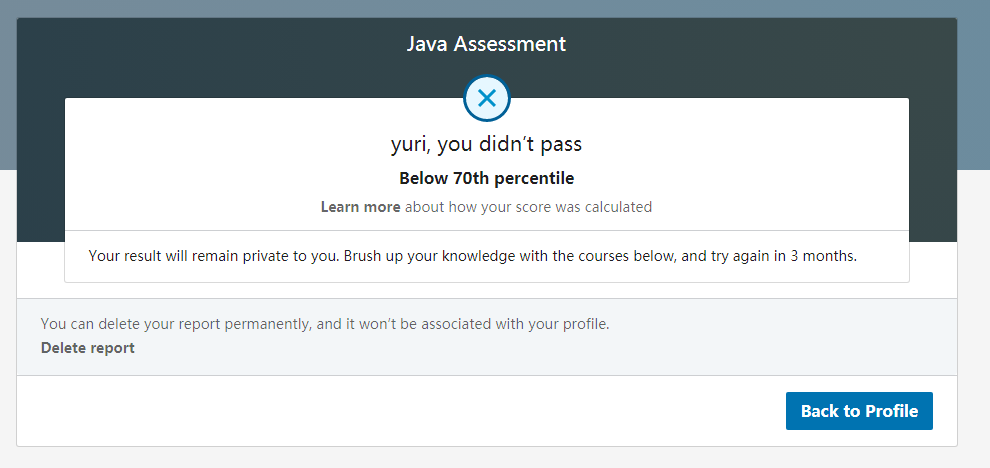 Java Assessment
yuri, you didn’t pass
Below 70th percentile
Learn more about how your score was calculated
Your result will remain private to you. Brush up your knowledge with the courses below, and try again in 3 months.
You can delete your report permanently, and it won’t be associated with your profile.
Delete report
Back to Profile